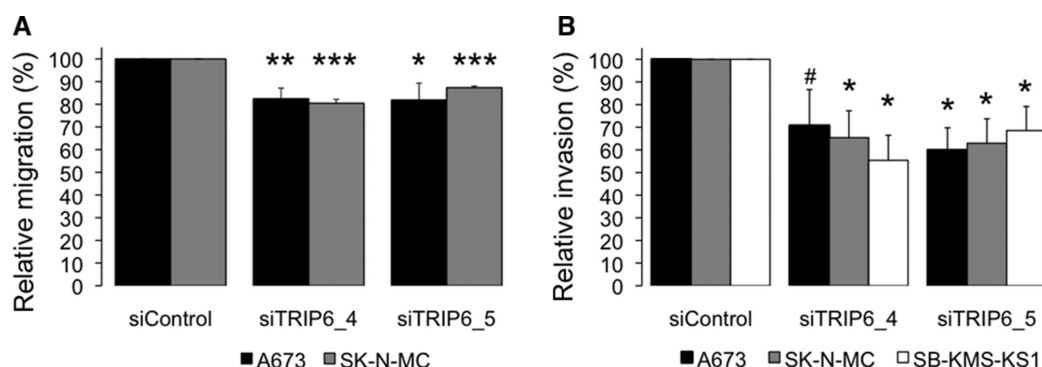 A
Relative migration (%)
100
90
80
70
60
50
40
30
20
10
0
** *** * ***
siControl siTRIP6_4 siTRIP6_5
A673 SK-N-MC
B
Relative invasion (%)
100
90
80
70
60
50
40
30
20
10
0
# * * * * *
siControl siTRIP6_4 siTRIP6_5
A673 SK-N-MC SB-KMS-KS1